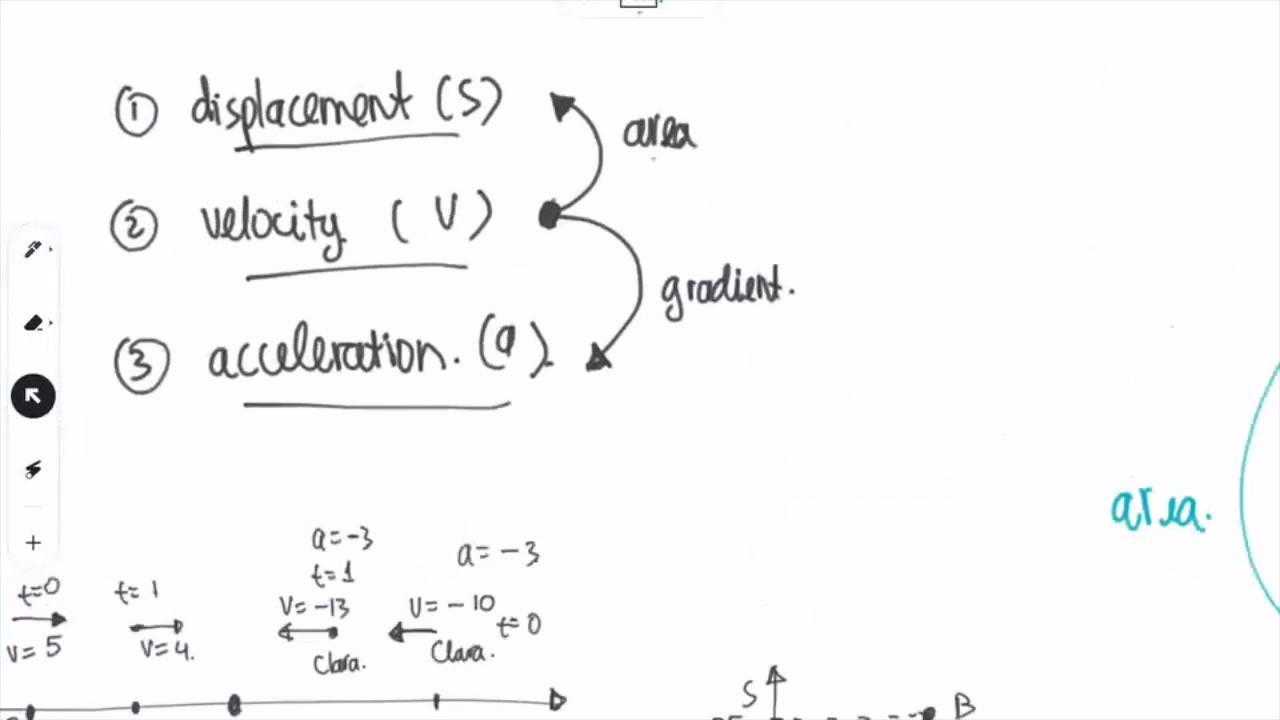 ① displacement (S)
area
② velocity (V)
gradient.
③ acceleration. (a).
area.
a=-3
t=1
a=-3
t=0
t=1
V=-13
V=-10
t=0
V=5
V=4.
Clara.
Clara.
S
B